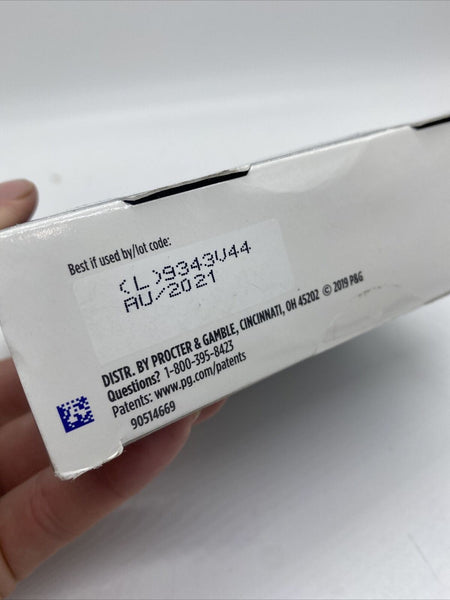 Best if used by/lot code:
(L)9343V44
AU/2021
DISTR. BY PROCTER & GAMBLE, CINCINNATI, OH 45202 © 2019 P&G
Questions? 1-800-395-8423
Patents: www.pg.com/patents
90514669